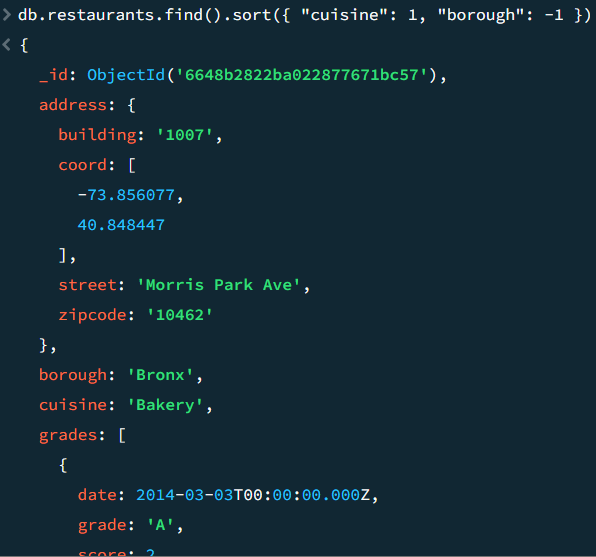 > db.restaurants.find().sort({ "cuisine": 1, "borough": -1 })
< {
_id: ObjectId('6648b2822ba022877671bc57'),
address: {
building: '1007',
coord: [
-73.856077,
40.848447
],
street: 'Morris Park Ave',
zipcode: '10462'
},
borough: 'Bronx',
cuisine: 'Bakery',
grades: [
{
date: 2014-03-03T00:00:00.000Z,
grade: 'A',
score: 2